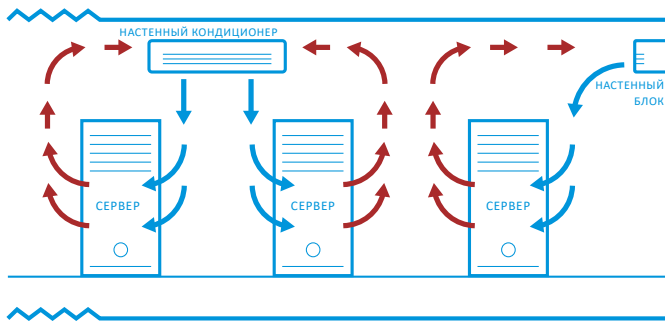 НАСТЕННЫЙ КОНДИЦИОНЕР
НАСТЕННЫЙ
БЛОК
СЕРВЕР
СЕРВЕР
СЕРВЕР